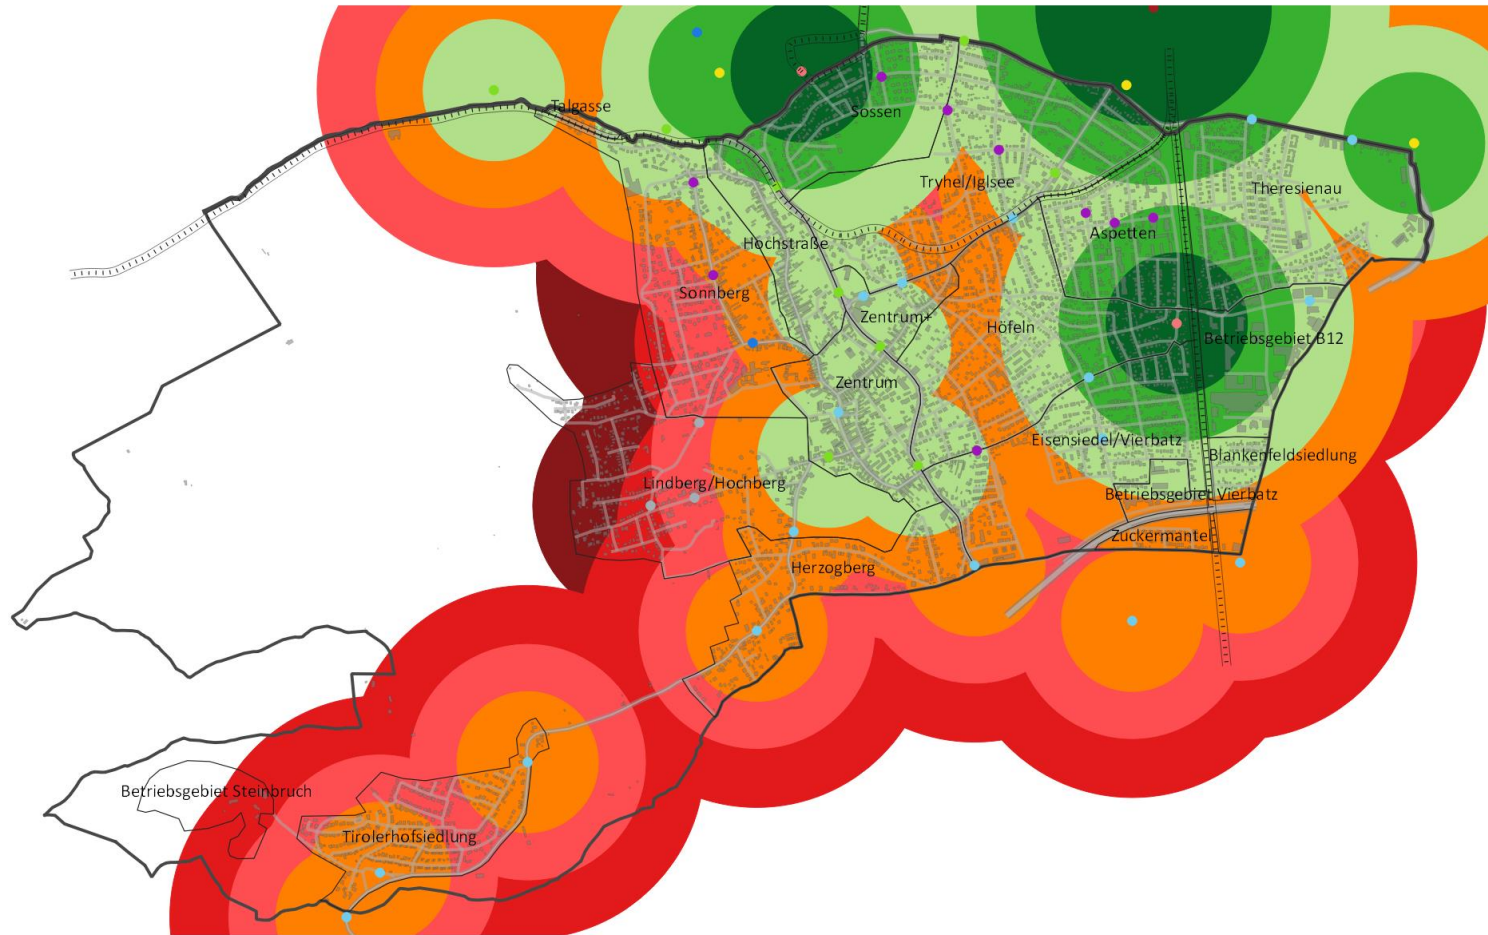 Talgasse
Sossen
Tryhel/Iglsee
Theresienau
Aspetten
Hochstraße
Sonnberg
Zentrum+
Höfeln
Betriebsgebiet B12
Zentrum
Eisensiedel/Vierbatz
Blankenfeldsiedlung
Lindberg/Hochberg
Betriebsgebiet Vierbatz
Zuckermantel
Herzogberg
Betriebsgebiet Steinbruch
Tirolerhofsiedlung